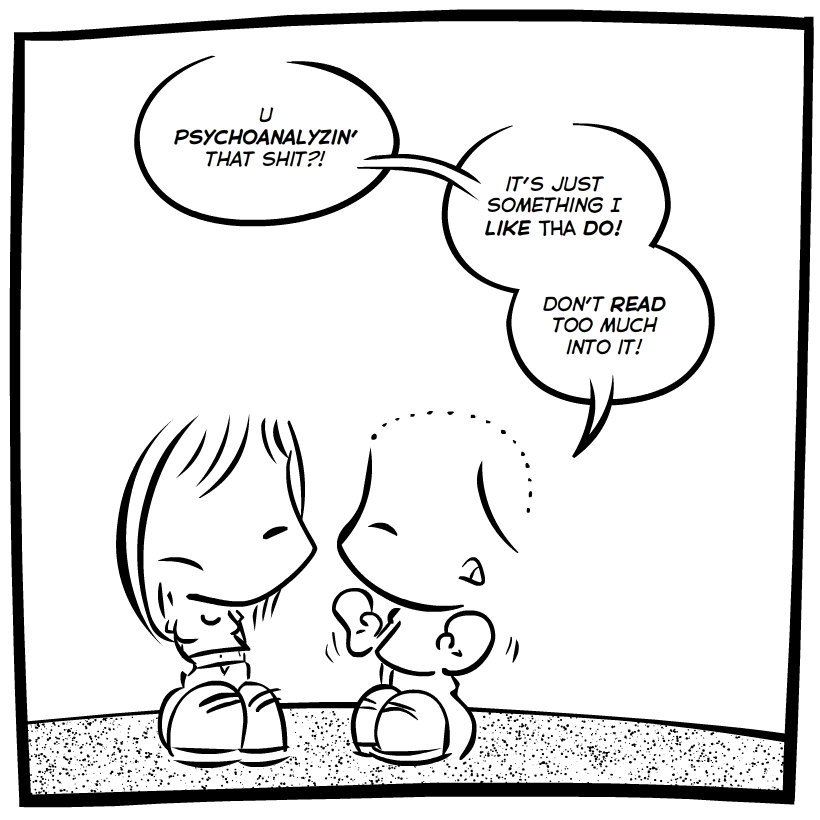 U
PSYCHOANALYZIN'
THAT SHIT?!
IT'S JUST
SOMETHING I
LIKE THA DO!
DON'T READ
TOO MUCH
INTO IT!